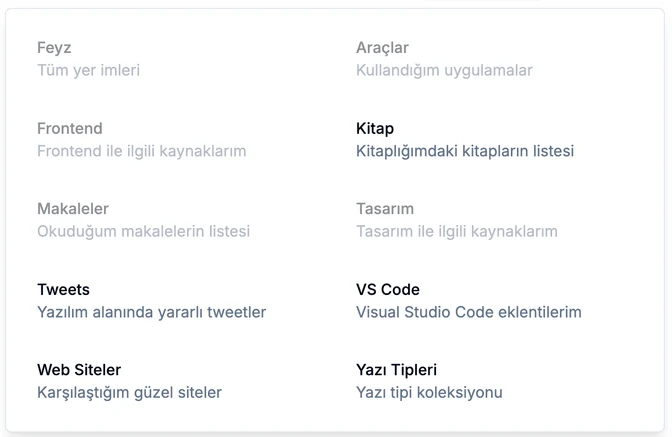 Feyz
Tüm yer imleri
Araçlar
Kullandığım uygulamalar
Frontend
Frontend ile ilgili kaynaklarım
Kitap
Kitaplığımdaki kitapların listesi
Makaleler
Okuduğum makalelerin listesi
Tasarım
Tasarım ile ilgili kaynaklarım
Tweets
Yazılım alanında yararlı tweetler
VS Code
Visual Studio Code eklentilerim
Web Siteler
Karşılaştığım güzel siteler
Yazı Tipleri
Yazı tipi koleksiyonu